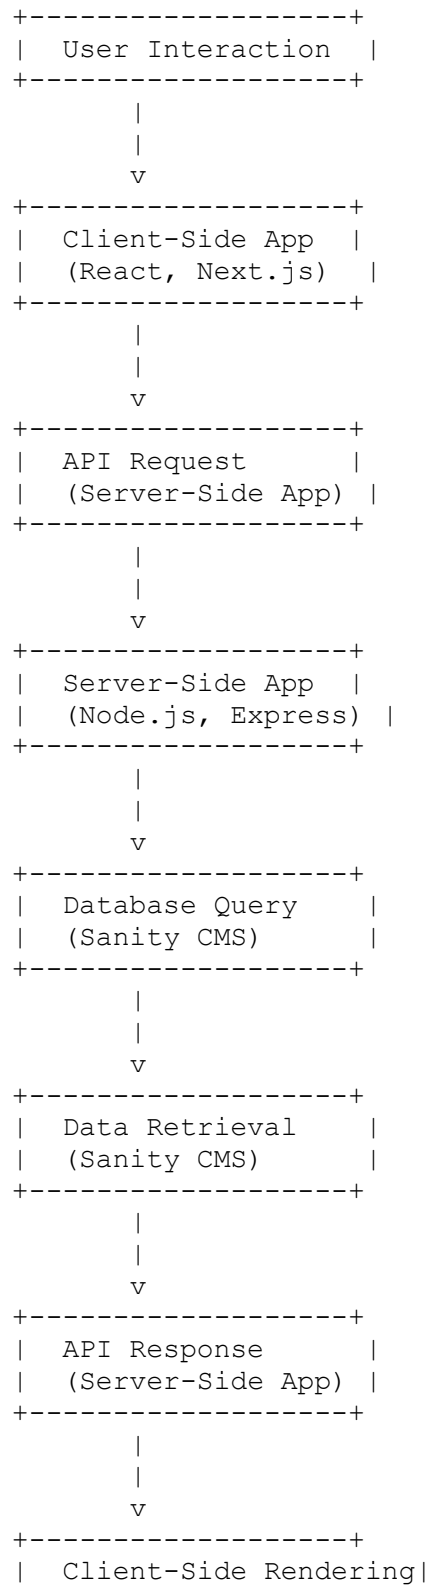 +-------------------+
|  User Interaction  |
+-------------------+
       |
       |
       v
+-------------------+
|  Client-Side App  |
|  (React, Next.js)  |
+-------------------+
       |
       |
       v
+-------------------+
|  API Request      |
|  (Server-Side App) |
+-------------------+
       |
       |
       v
+-------------------+
|  Server-Side App  |
|  (Node.js, Express) |
+-------------------+
       |
       |
       v
+-------------------+
|  Database Query    |
|  (Sanity CMS)      |
+-------------------+
       |
       |
       v
+-------------------+
|  Data Retrieval    |
|  (Sanity CMS)      |
+-------------------+
       |
       |
       v
+-------------------+
|  API Response      |
|  (Server-Side App) |
+-------------------+
       |
       |
       v
+-------------------+
|  Client-Side Rendering|